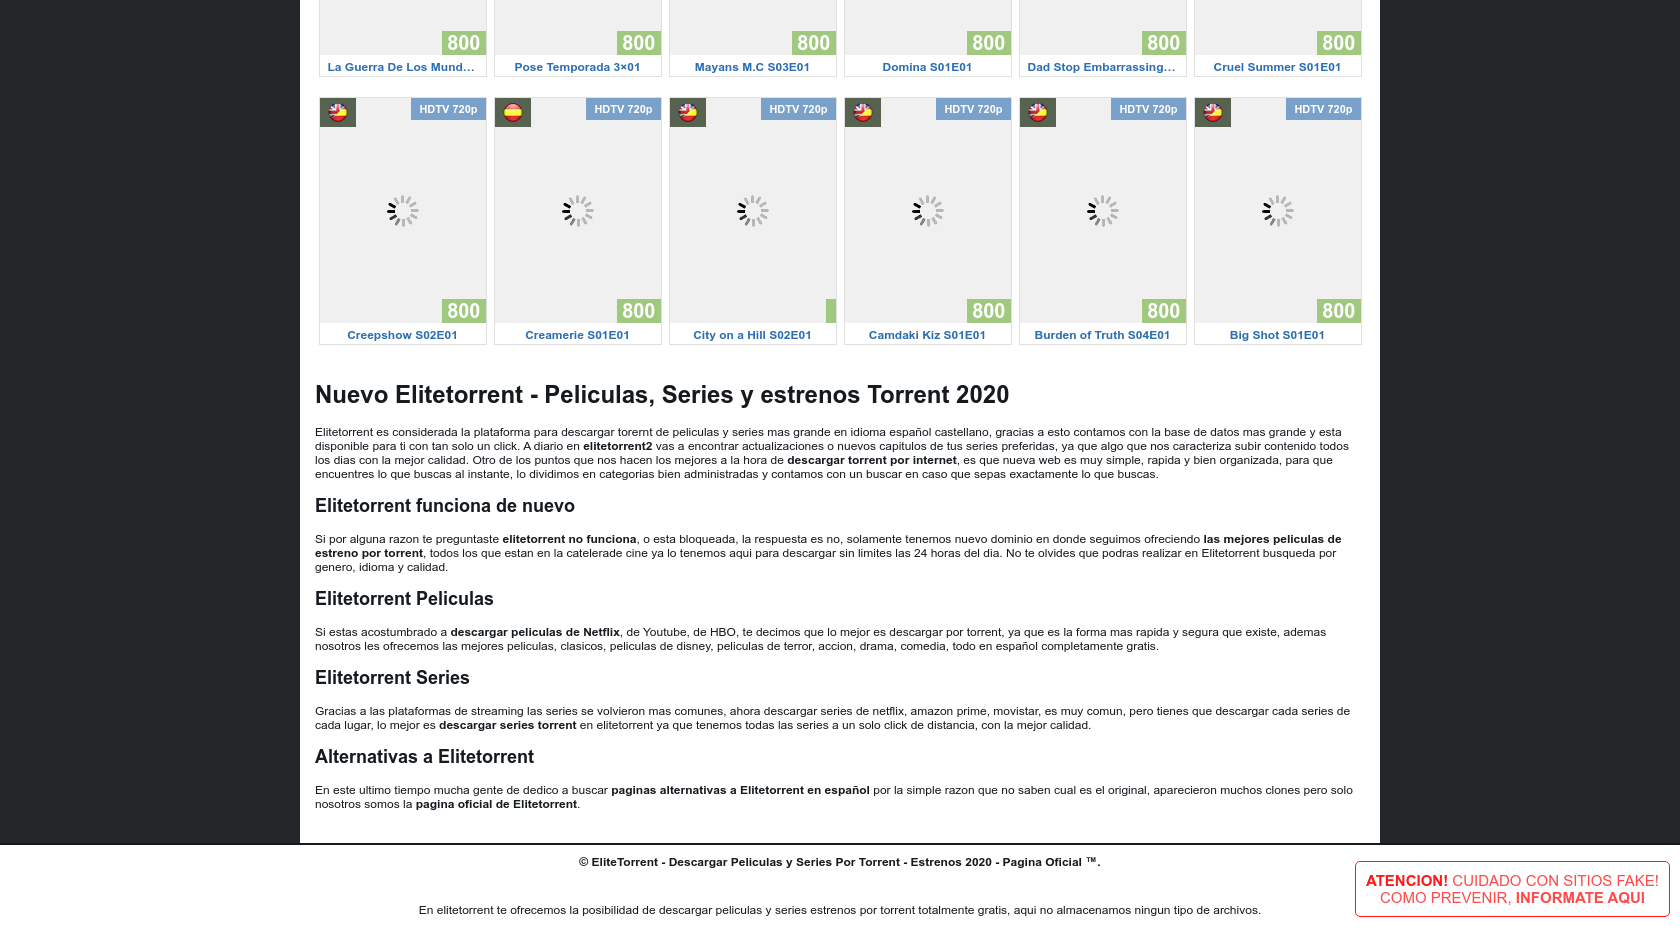 800 800 800 800 800 800
La Guerra De Los Mund... Pose Temporada 3×01 Mayans M.C S03E01 Domina S01E01 Dad Stop Embarrassing... Cruel Summer S01E01
HDTV 720p HDTV 720p HDTV 720p HDTV 720p HDTV 720p HDTV 720p
800 800 800 800 800
Creepshow S02E01 Creamerie S01E01 City on a Hill S02E01 Camdaki Kiz S01E01 Burden of Truth S04E01 Big Shot S01E01
Nuevo Elitetorrent - Peliculas, Series y estrenos Torrent 2020
Elitetorrent es considerada la plataforma para descargar torernt de peliculas y series mas grande en idioma español castellano, gracias a esto contamos con la base de datos mas grande y esta
disponible para ti con tan solo un click. A diario en elitetorrent2 vas a encontrar actualizaciones o nuevos capitulos de tus series preferidas, ya que algo que nos caracteriza subir contenido todos
los dias con la mejor calidad. Otro de los puntos que nos hacen los mejores a la hora de descargar torrent por internet, es que nueva web es muy simple, rapida y bien organizada, para que
encuentres lo que buscas al instante, lo dividimos en categorias bien administradas y contamos con un buscar en caso que sepas exactamente lo que buscas.
Elitetorrent funciona de nuevo
Si por alguna razon te preguntaste elitetorrent no funciona, o esta bloqueada, la respuesta es no, solamente tenemos nuevo dominio en donde seguimos ofreciendo las mejores peliculas de
estreno por torrent, todos los que estan en la catelerade cine ya lo tenemos aqui para descargar sin limites las 24 horas del dia. No te olvides que podras realizar en Elitetorrent busqueda por
genero, idioma y calidad.
Elitetorrent Peliculas
Si estas acostumbrado a descargar peliculas de Netflix, de Youtube, de HBO, te decimos que lo mejor es descargar por torrent, ya que es la forma mas rapida y segura que existe, ademas
nosotros les ofrecemos las mejores peliculas, clasicos, peliculas de disney, peliculas de terror, accion, drama, comedia, todo en español completamente gratis.
Elitetorrent Series
Gracias a las plataformas de streaming las series se volvieron mas comunes, ahora descargar series de netflix, amazon prime, movistar, es muy comun, pero tienes que descargar cada series de
cada lugar, lo mejor es descargar series torrent en elitetorrent ya que tenemos todas las series a un solo click de distancia, con la mejor calidad.
Alternativas a Elitetorrent
En este ultimo tiempo mucha gente de dedico a buscar paginas alternativas a Elitetorrent en español por la simple razon que no saben cual es el original, aparecieron muchos clones pero solo
nosotros somos la pagina oficial de Elitetorrent.
© EliteTorrent - Descargar Peliculas y Series Por Torrent - Estrenos 2020 - Pagina Oficial ™.
ATENCION! CUIDADO CON SITIOS FAKE!
COMO PREVENIR, INFORMATE AQUI
En elitetorrent te ofrecemos la posibilidad de descargar peliculas y series estrenos por torrent totalmente gratis, aqui no almacenamos ningun tipo de archivos.